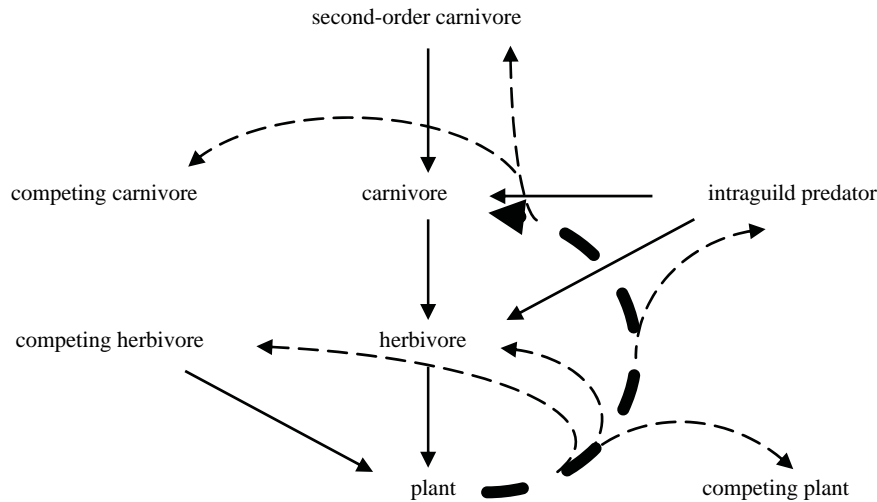 second-order carnivore
competing carnivore
carnivore
intraguild predator
competing herbivore
herbivore
plant
competing plant